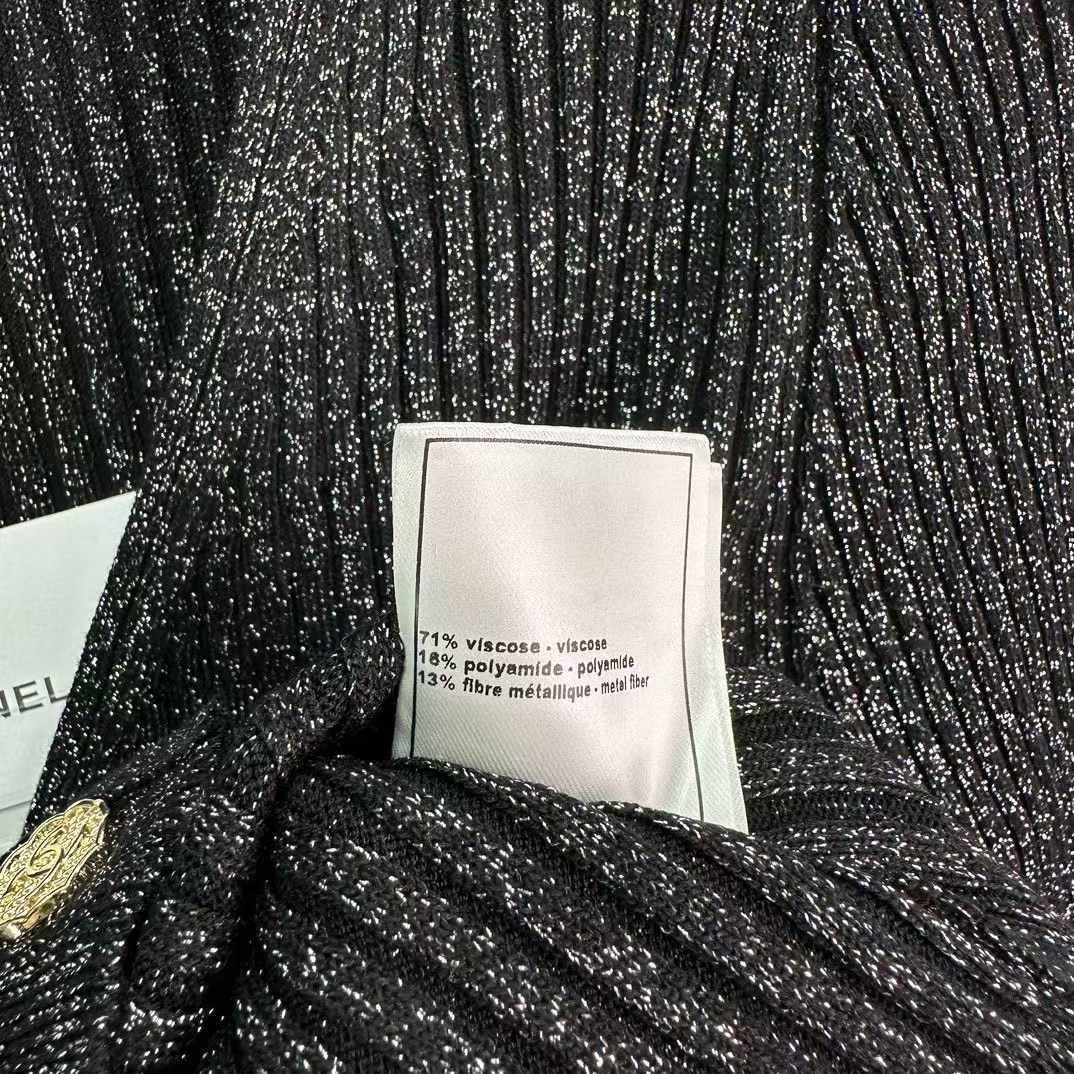 71% viscose - viscose
16% polyamide - polyamide
13% fibre métallique - metal fiber
NEL